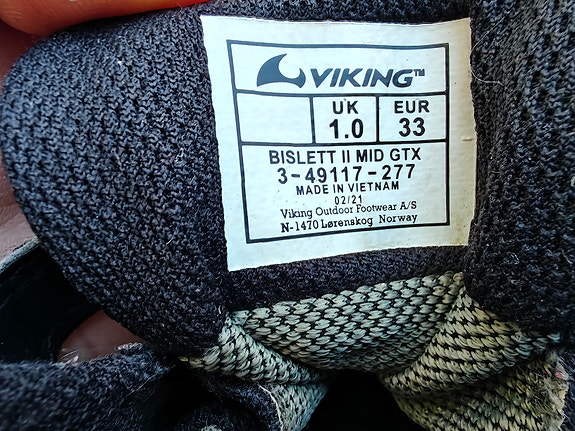 VIKING™
UK EUR
1.0 33
BISLETT II MID GTX
3-49117-277
MADE IN VIETNAM
02/21
Viking Outdoor Footwear A/S
N-1470 Lørenskog Norway